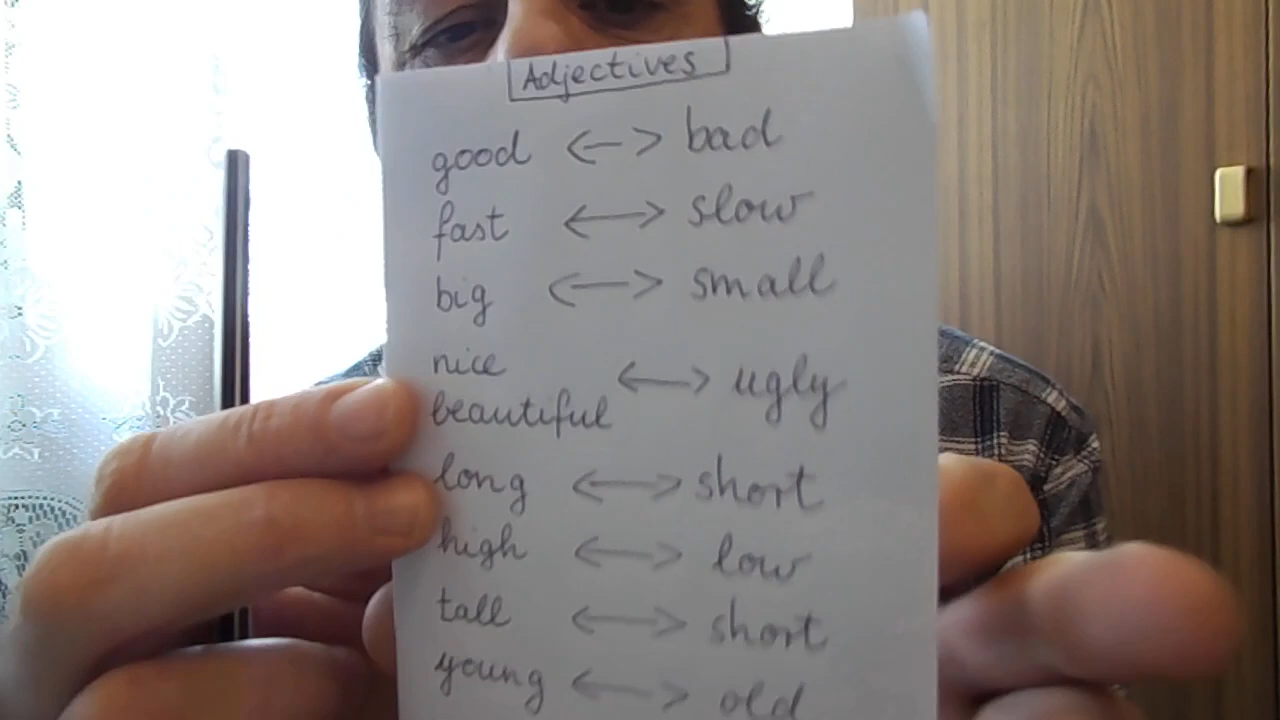 Adjectives
good <-> bad
fast <-> slow
big <-> small
nice
beautiful <-> ugly
long <-> short
high <-> low
tall <-> short
young <-> old